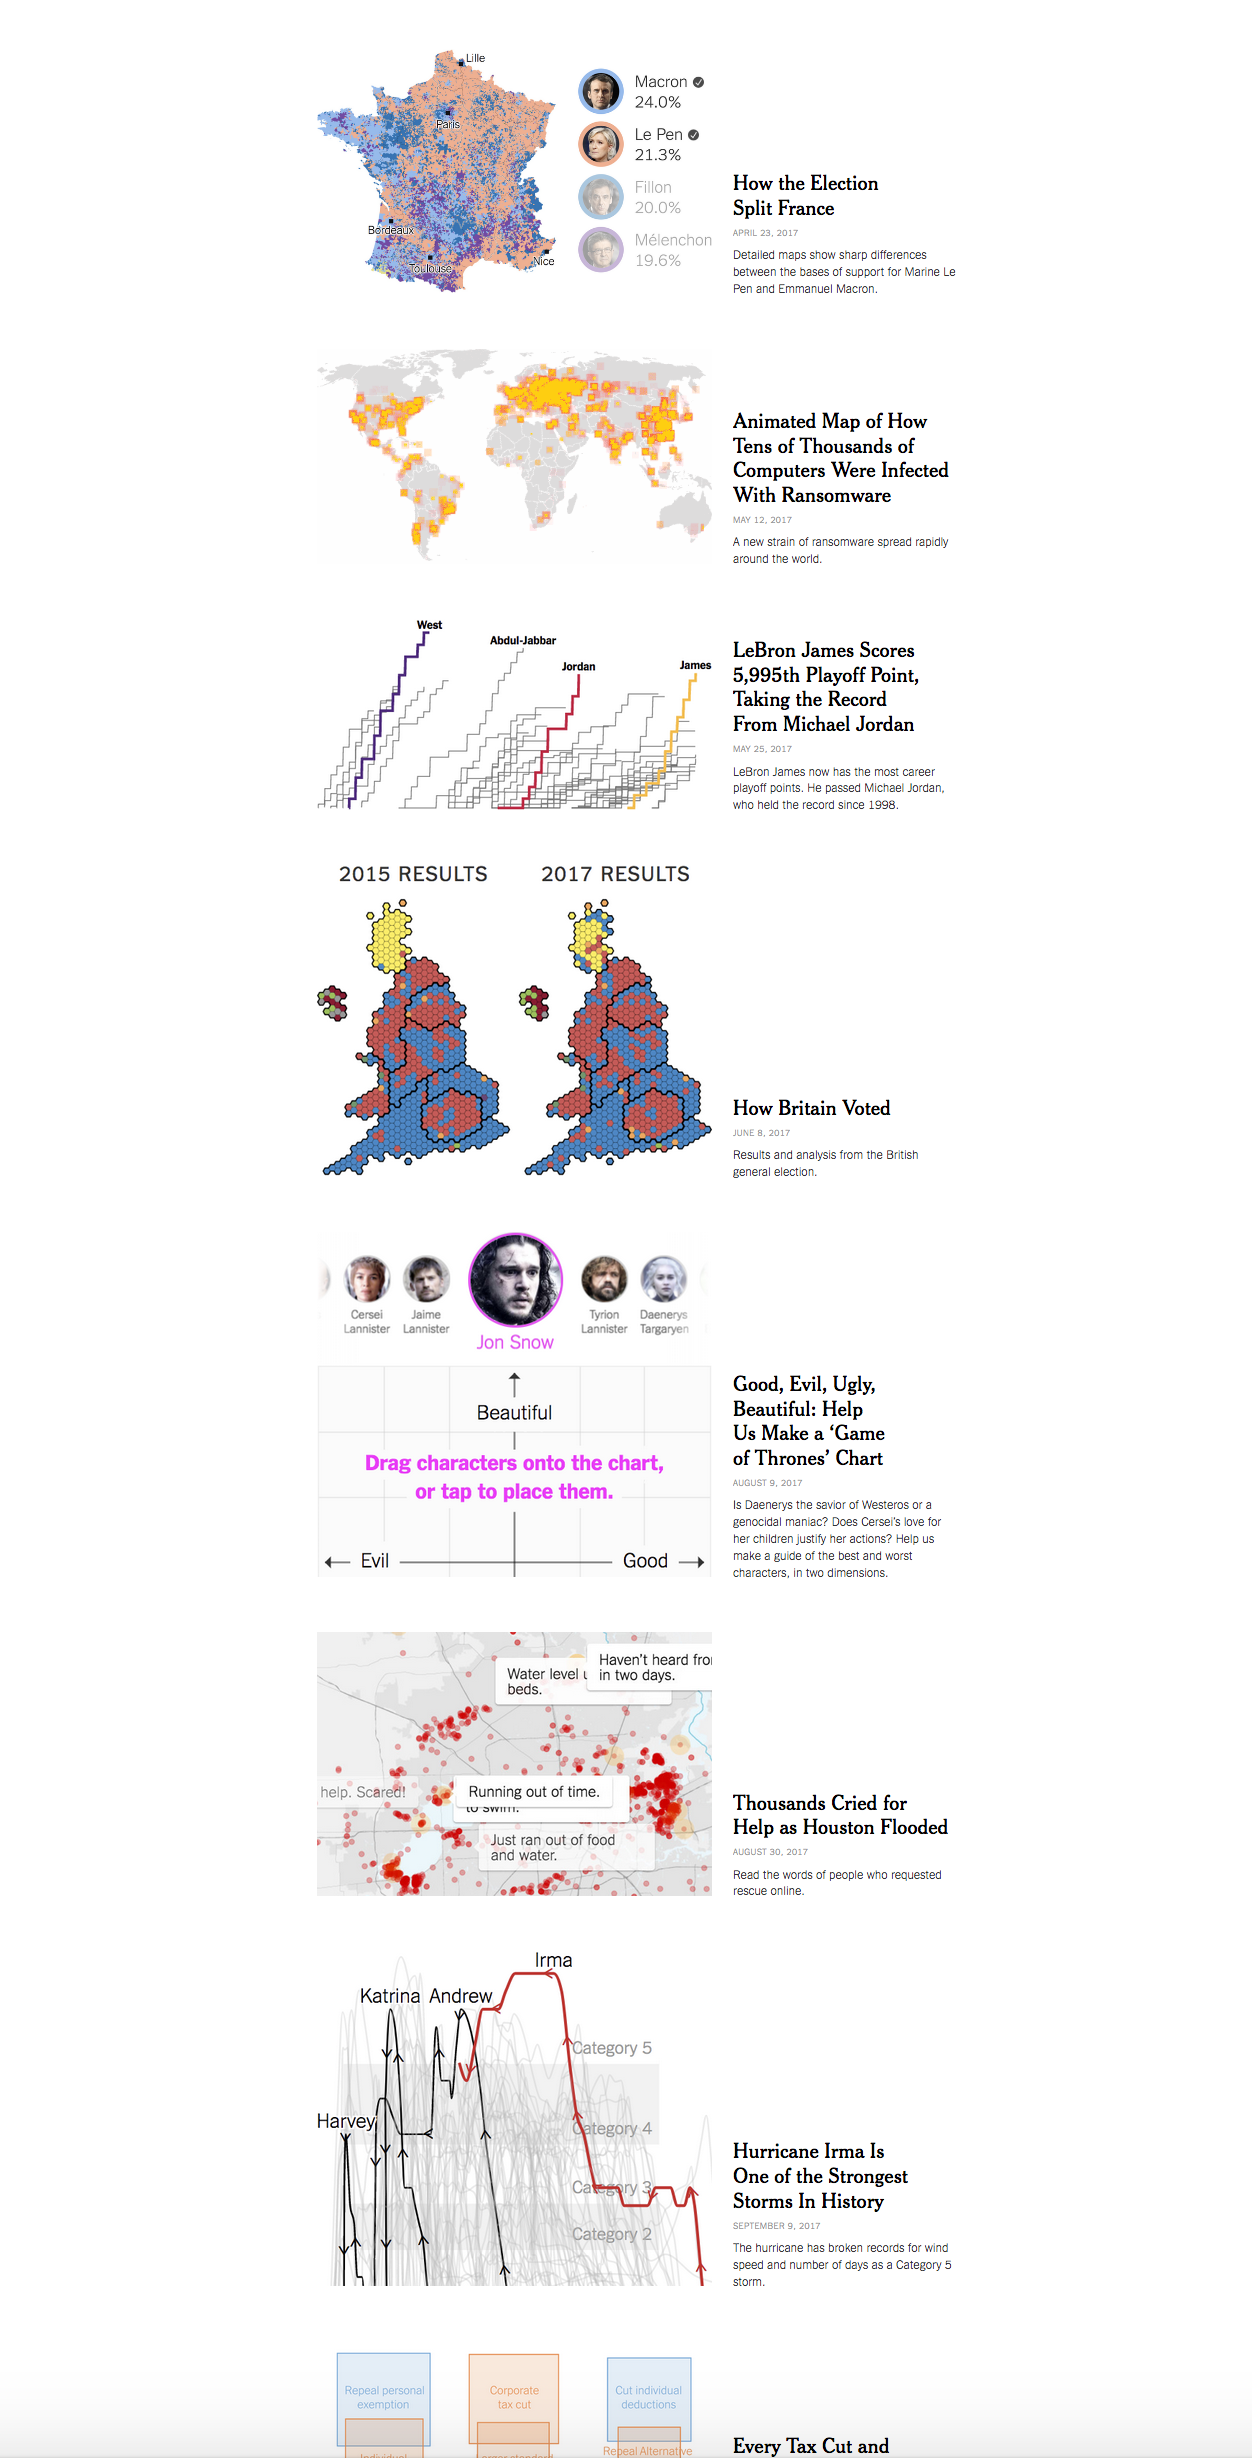 Lille
Paris
Bordeaux
Toulouse
Nice
Macron
24.0%
Le Pen
21.3%
Fillon
20.0%
Mélenchon
19.6%
How the Election
Split France
APRIL 23, 2017
Detailed maps show sharp differences
between the bases of support for Marine Le
Pen and Emmanuel Macron.
Animated Map of How
Tens of Thousands of
Computers Were Infected
With Ransomware
MAY 12, 2017
A new strain of ransomware spread rapidly
around the world.
West
Abdul-Jabbar
Jordan
James
LeBron James Scores
5,995th Playoff Point,
Taking the Record
From Michael Jordan
MAY 25, 2017
LeBron James now has the most career
playoff points. He passed Michael Jordan,
who held the record since 1998.
2015 RESULTS
2017 RESULTS
How Britain Voted
JUNE 8, 2017
Results and analysis from the British
general election.
Cersei
Lannister
Jaime
Lannister
Jon Snow
Tyrion
Lannister
Daenerys
Targaryen
Beautiful
Drag characters onto the chart,
or tap to place them.
Evil
Good
Good, Evil, Ugly,
Beautiful: Help
Us Make a ‘Game
of Thrones’ Chart
AUGUST 9, 2017
Is Daenerys the savior of Westeros or a
genocidal maniac? Does Cersei’s love for
her children justify her actions? Help us
make a guide of the best and worst
characters, in two dimensions.
Water level
beds.
Haven’t heard
in two days.
help. Scared!
Running out of time.
to swim.
Just ran out of food
and water.
Thousands Cried for
Help as Houston Flooded
AUGUST 30, 2017
Read the words of people who requested
rescue online.
Irma
Katrina
Andrew
Harvey
Category 5
Category 4
Category 3
Category 2
Hurricane Irma Is
One of the Strongest
Storms In History
SEPTEMBER 9, 2017
The hurricane has broken records for wind
speed and number of days as a Category 5
storm.
Repeal personal
exemption
Corporate
tax cut
Cut individual
deductions
Individual
Larger standard
Repeal Alternative
Every Tax Cut and